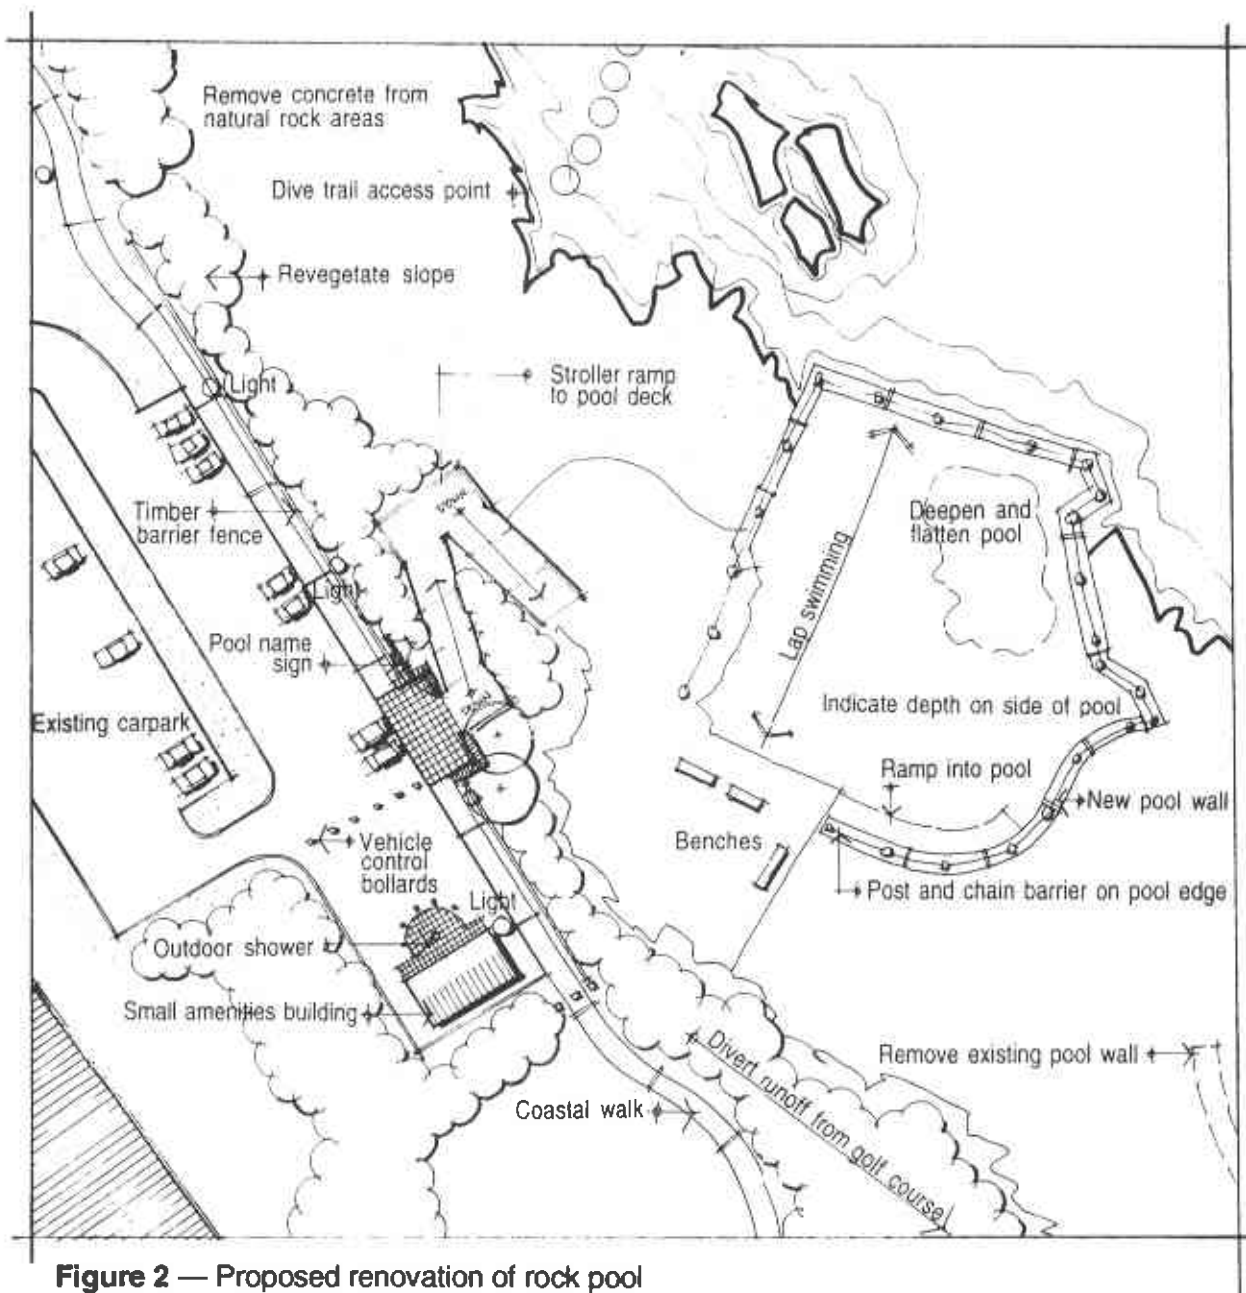 Remove concrete from
natural rock areas
Dive trail access point
Revegetate slope
Light
Stroller ramp
to pool deck
Timber
barrier fence
Deepen and
flatten pool
Light
Lap swimming
Pool name
sign
Existing carpark
Indicate depth on side of pool
Ramp into pool
New pool wall
Benches
Vehicle
control
bollards
Post and chain barrier on pool edge
Light
Outdoor shower
Small amenities building
Divert runoff from golf course
Remove existing pool wall
Coastal walk
Figure 2 — Proposed renovation of rock pool